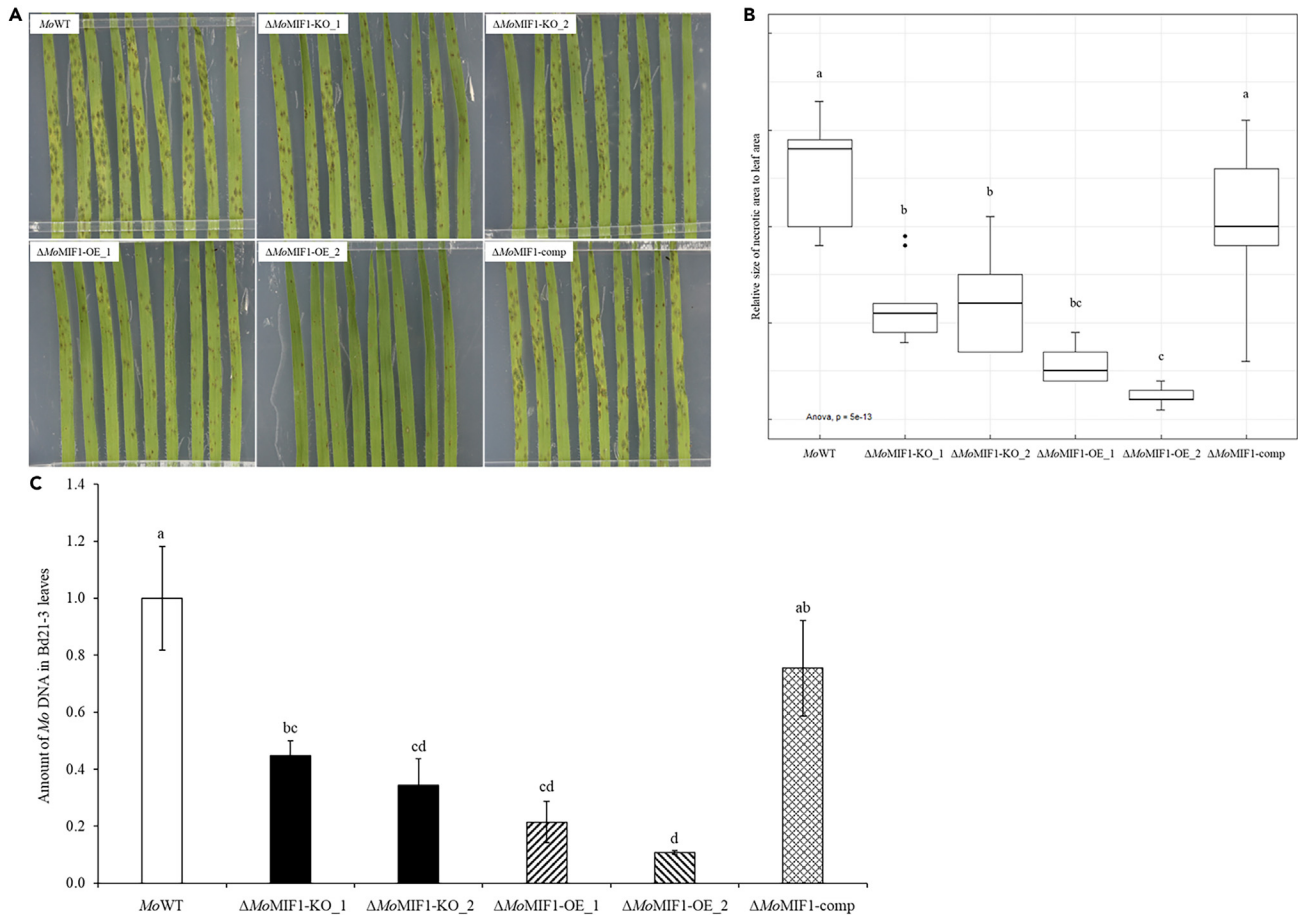 A
MoWT
ΔMoMIF1-KO_1
ΔMoMIF1-KO_2
ΔMoMIF1-OE_1
ΔMoMIF1-OE_2
ΔMoMIF1-comp
B
Relative size of necrotic area to leaf area
a
b
b
bc
c
a
Anova, p = 5e-13
MoWT
ΔMoMIF1-KO_1
ΔMoMIF1-KO_2
ΔMoMIF1-OE_1
ΔMoMIF1-OE_2
ΔMoMIF1-comp
C
Amount of Mo DNA in Bd21-3 leaves
1.4
1.2
1.0
0.8
0.6
0.4
0.2
0.0
a
bc
cd
cd
d
ab
MoWT
ΔMoMIF1-KO_1
ΔMoMIF1-KO_2
ΔMoMIF1-OE_1
ΔMoMIF1-OE_2
ΔMoMIF1-comp